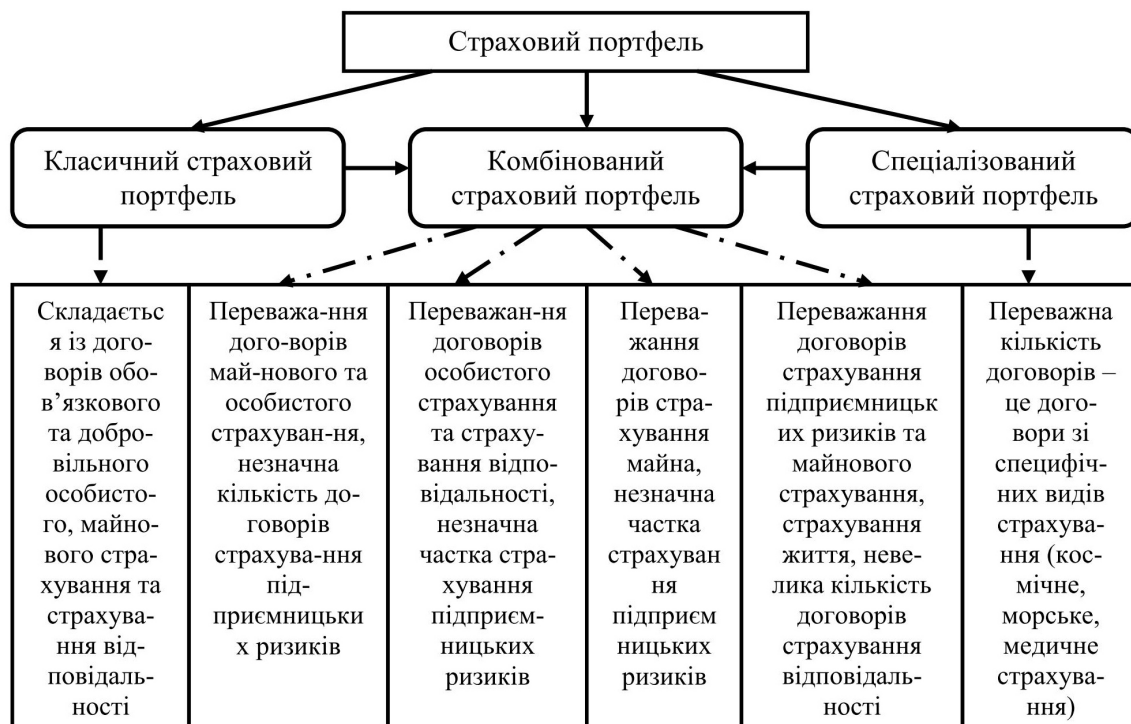 Страховий портфель
Класичний страховий
портфель
Комбінований
страховий портфель
Спеціалізований
страховий портфель
Складаєтьс
я із дого-
ворів обо-
в’язкового
та добро-
вільного
особисто-
го, майно-
вого стра-
хування та
страхува-
ння від-
повідаль-
ності
Переважа-ння
дого-ворів
май-нового та
особистого
страхуван-ня,
незначна
кількість до-
говорів
страхува-ння
під-
приємницьки
х ризиків
Переважан-ня
договорів
особистого
страхування
та страху-
вання відпо-
відальності,
незначна
частка стра-
хування
підприєм-
ницьких
ризиків
Перева-
жання
догово-
рів стра-
хування
майна,
незначна
частка
страхуван
ня
підприєм
ницьких
ризиків
Переважання
договорів
страхування
підприємницьк
их ризиків та
майнового
страхування,
страхування
життя, неве-
лика кількість
договорів
страхування
відповідаль-
ності
Переважна
кількість
договорів –
це дого-
вори зі
специфіч-
них видів
страхува-
ння (кос-
мічне,
морське,
медичне
страхува-
ння)